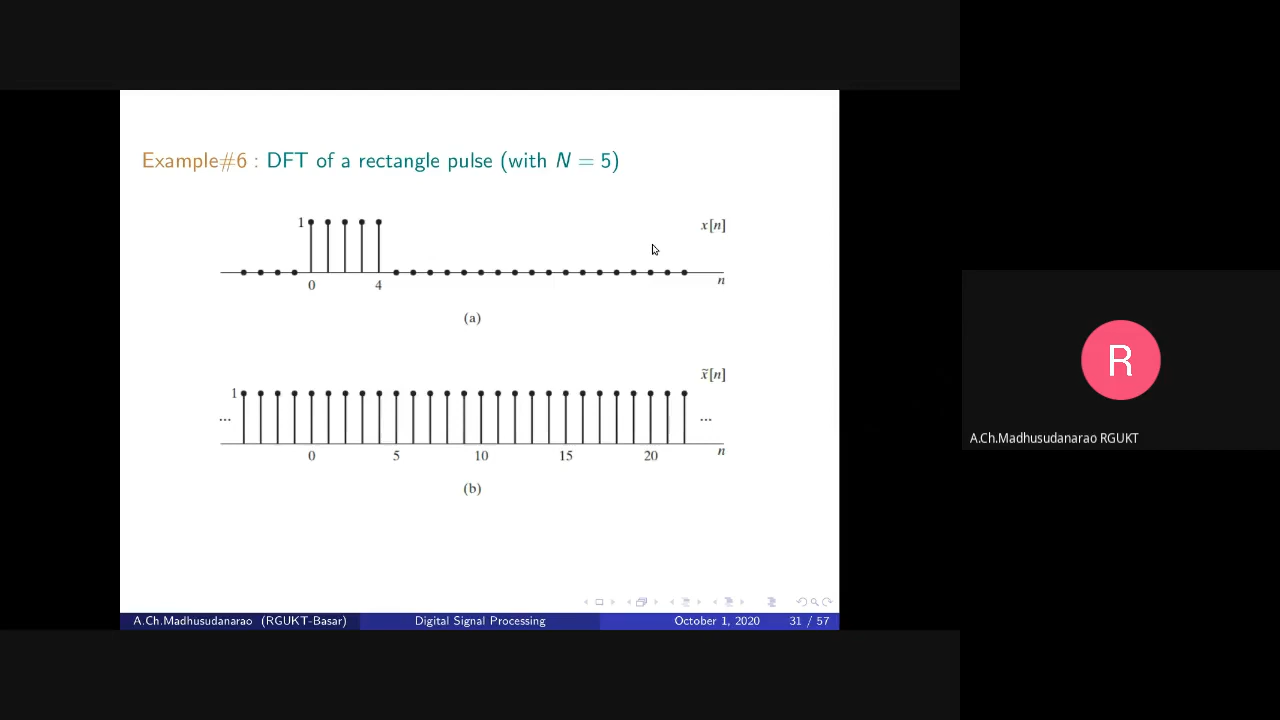 Example#6 : DFT of a rectangle pulse (with N = 5)
1
x[n]
0 4 n
(a)
x̃[n]
1
... ...
0 5 10 15 20 n
(b)
A.Ch.Madhusudanarao (RGUKT-Basar) Digital Signal Processing October 1, 2020 31 / 57
R
A.Ch.Madhusudanarao RGUKT